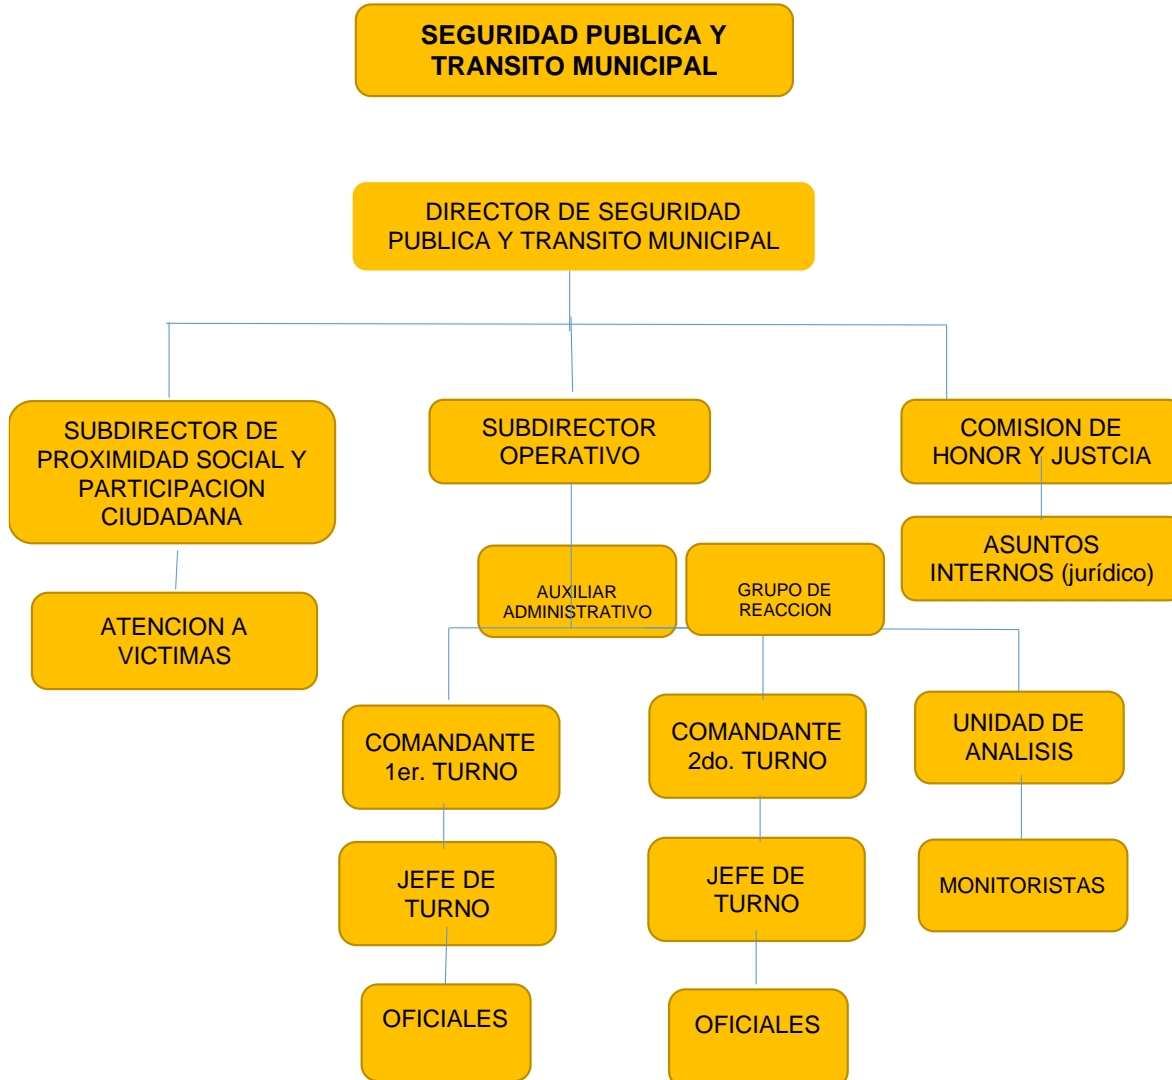 SEGURIDAD PUBLICA Y
TRANSITO MUNICIPAL
DIRECTOR DE SEGURIDAD
PUBLICA Y TRANSITO MUNICIPAL
SUBDIRECTOR DE
PROXIMIDAD SOCIAL Y
PARTICIPACION
CIUDADANA
SUBDIRECTOR
OPERATIVO
COMISION DE
HONOR Y JUSTCIA
ASUNTOS
INTERNOS (jurídico)
AUXILIAR
ADMINISTRATIVO
GRUPO DE
REACCION
ATENCION A
VICTIMAS
COMANDANTE
1er. TURNO
COMANDANTE
2do. TURNO
UNIDAD DE
ANALISIS
JEFE DE
TURNO
JEFE DE
TURNO
MONITORISTAS
OFICIALES
OFICIALES